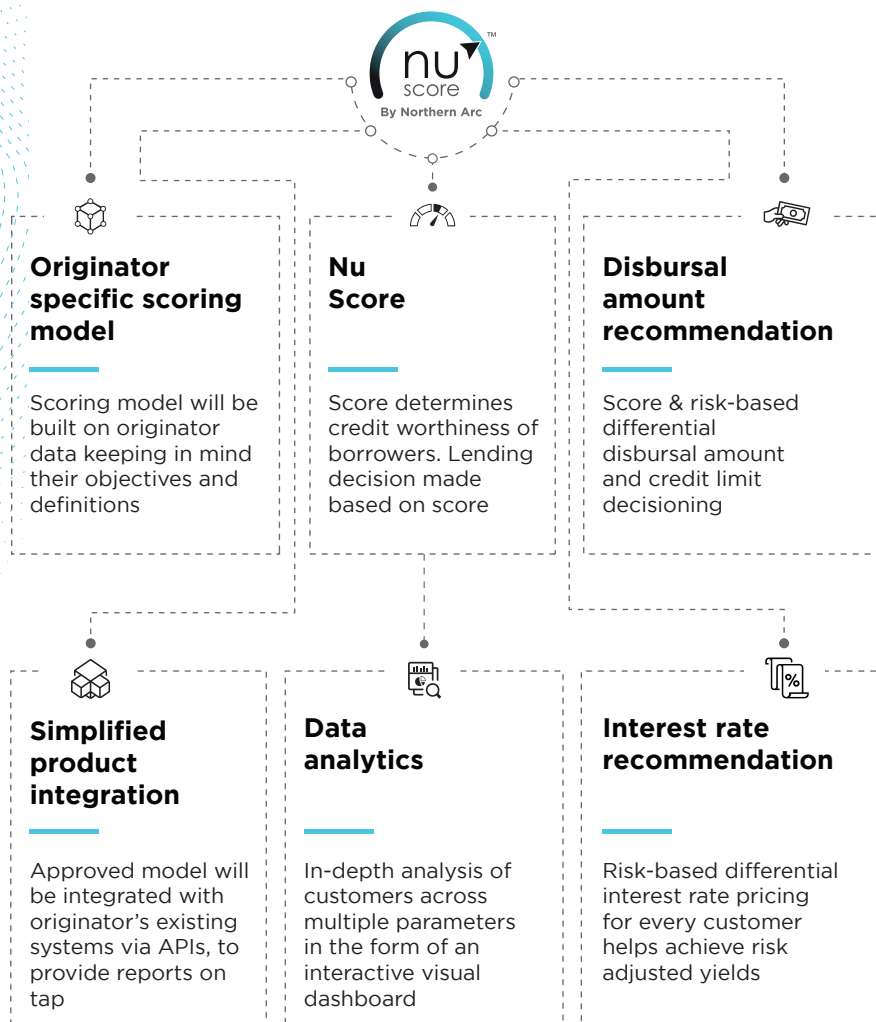 nu
TM
score
By Northern Arc
Originator
specific scoring
model
Scoring model will be
built on originator
data keeping in mind
their objectives and
definitions
Nu
Score
Score determines
credit worthiness of
borrowers. Lending
decision made
based on score
Disbursal
amount
recommendation
Score & risk-based
differential
disbursal amount
and credit limit
decisioning
Simplified
product
integration
Approved model will
be integrated with
originator’s existing
systems via APIs, to
provide reports on
tap
Data
analytics
In-depth analysis of
customers across
multiple parameters
in the form of an
interactive visual
dashboard
%
Interest rate
recommendation
Risk-based differential
interest rate pricing
for every customer
helps achieve risk
adjusted yields